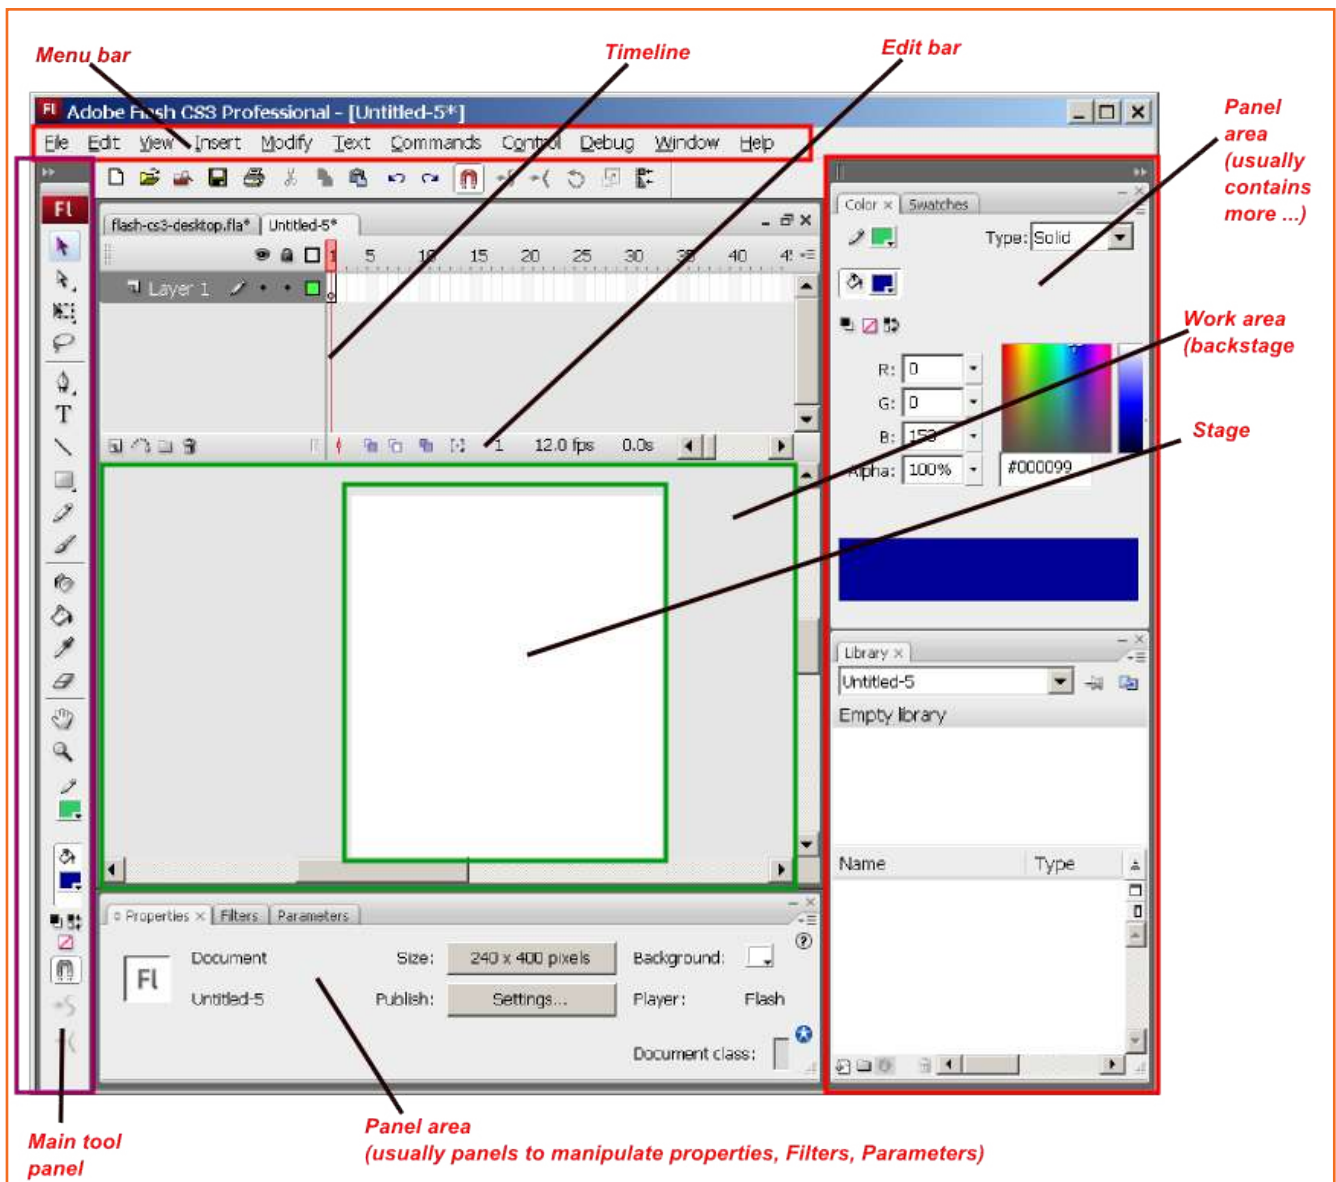 Menu bar
Timeline
Edit bar
Panel
area
(usually
contains
more ...)
Fl Adobe Flash CS3 Professional - [Untitled-5*]
File Edit View Insert Modify Text Commands Control Debug Window Help
Fl
flash-cs3-desktop.fla* Untitled-5*
1 5 10 15 20 25 30 35 40
Layer 1
1 12.0 fps 0.0s
T
Color × Swatches
Type: Solid
R: 0
G: 0
B: 153
Alpha: 100% #000099
Work area
(backstage
Stage
Library ×
Untitled-5
Empty library
Name Type
Properties × Filters Parameters
Fl
Document Size: 240 x 400 pixels Background:
Untitled-5 Publish: Settings... Player: Flash
Document class:
Main tool
panel
Panel area
(usually panels to manipulate properties, Filters, Parameters)